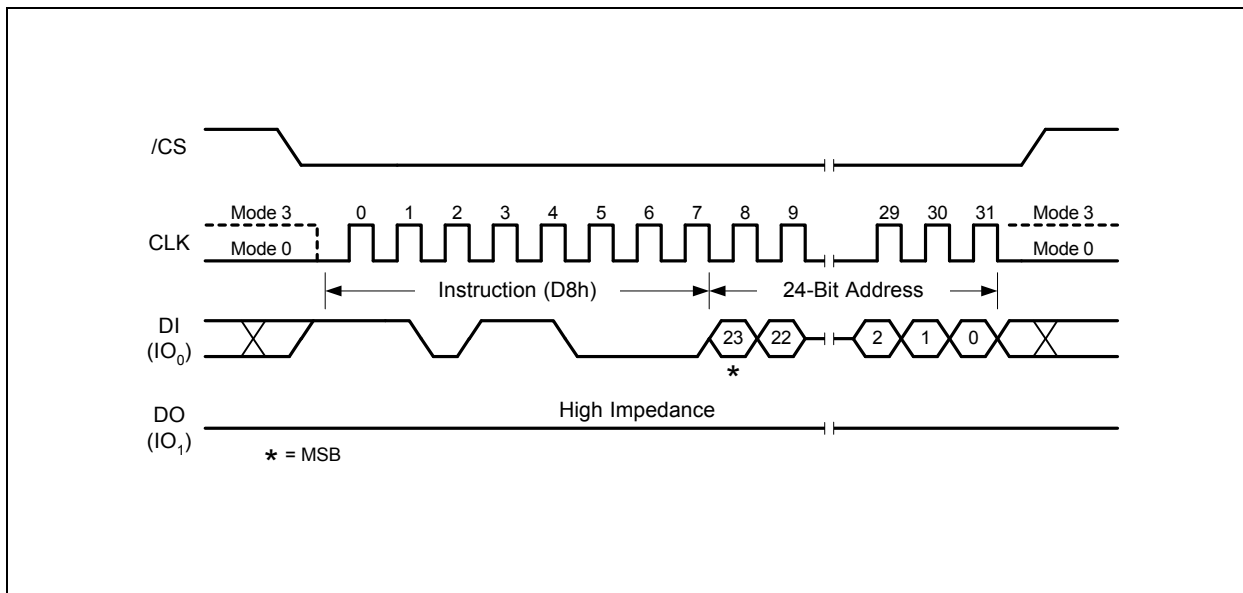 /CS
Mode 3 0 1 2 3 4 5 6 7 8 9 29 30 31 Mode 3
CLK
Mode 0 Mode 0
Instruction (D8h) 24-Bit Address
DI
(IO0)
23 22 2 1 0
*
High Impedance
DO
(IO1)
* = MSB